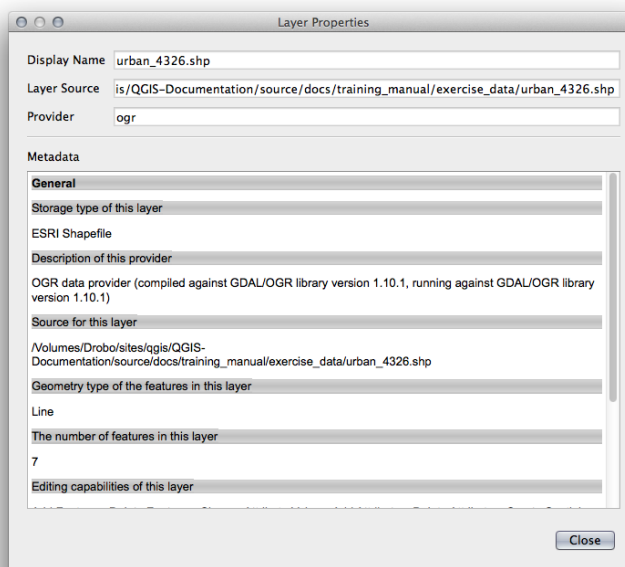 Layer Properties
Display Name urban_4326.shp
Layer Source is/QGIS-Documentation/source/docs/training_manual/exercise_data/urban_4326.shp
Provider ogr
Metadata
General
Storage type of this layer
ESRI Shapefile
Description of this provider
OGR data provider (compiled against GDAL/OGR library version 1.10.1, running against GDAL/OGR library
version 1.10.1)
Source for this layer
/Volumes/Drobo/sites/qgis/QGIS-
Documentation/source/docs/training_manual/exercise_data/urban_4326.shp
Geometry type of the features in this layer
Line
The number of features in this layer
7
Editing capabilities of this layer
Close